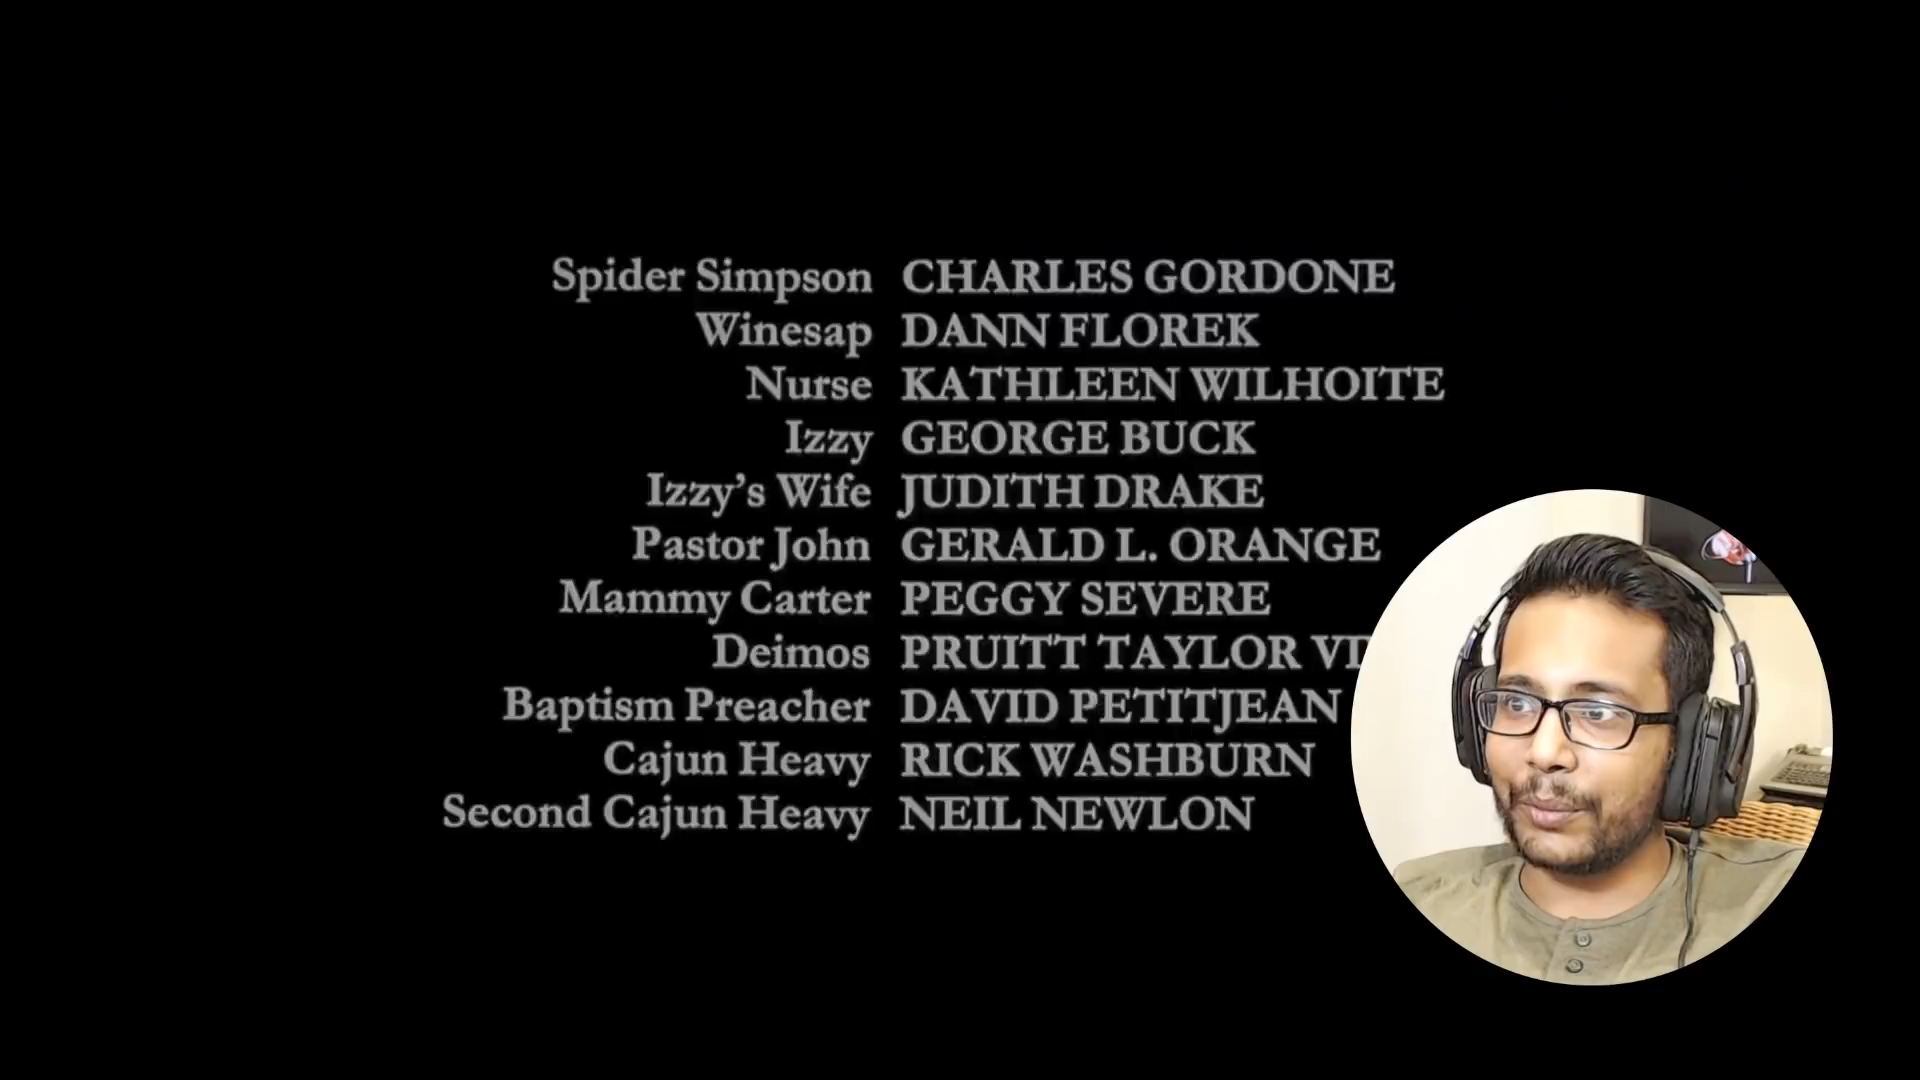 Spider Simpson CHARLES GORDONE
Winesap DANN FLOREK
Nurse KATHLEEN WILHOITE
Izzy GEORGE BUCK
Izzy’s Wife JUDITH DRAKE
Pastor John GERALD L. ORANGE
Mammy Carter PEGGY SEVERE
Deimos PRUITT TAYLOR
Baptism Preacher DAVID PETITJEAN
Cajun Heavy RICK WASHBURN
Second Cajun Heavy NEIL NEWLON